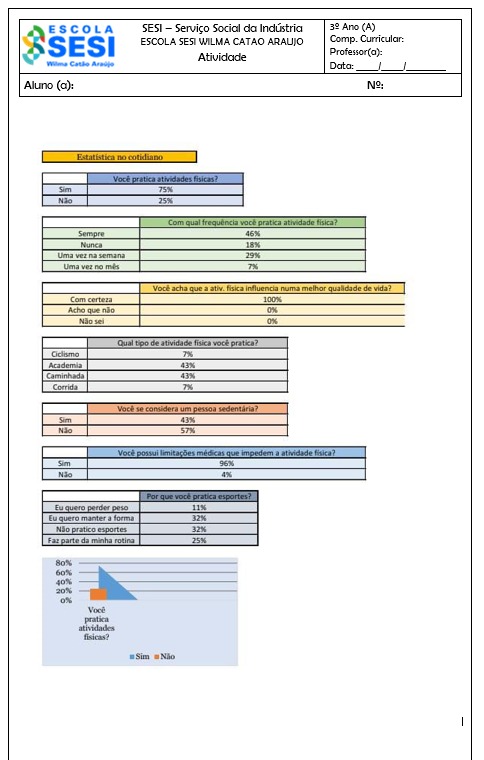 ESCOLA
SESI
Wilma Catão Araújo
SESI – Serviço Social da Indústria
ESCOLA SESI WILMA CATAO ARAUJO
Atividade
3º Ano (A)
Comp. Curricular:
Professor(a):
Data: ____/____/________
Aluno (a): Nº:
Estatística no cotidiano
Você pratica atividades físicas?
Sim 75%
Não 25%
Com qual frequência você pratica atividade física?
Sempre 46%
Nunca 18%
Uma vez na semana 29%
Uma vez no mês 7%
Você acha que a ativ. física influencia numa melhor qualidade de vida?
Com certeza 100%
Acho que não 0%
Não sei 0%
Qual tipo de atividade física você pratica?
Ciclismo 7%
Academia 43%
Caminhada 43%
Corrida 7%
Você se considera um pessoa sedentária?
Sim 43%
Não 57%
Você possui limitações médicas que impedem a atividade física?
Sim 96%
Não 4%
Por que você pratica esportes?
Eu quero perder peso 11%
Eu quero manter a forma 32%
Não pratico esportes 32%
Faz parte da minha rotina 25%
80%
60%
40%
20%
0%
Você
pratica
atividades
físicas?
Sim Não